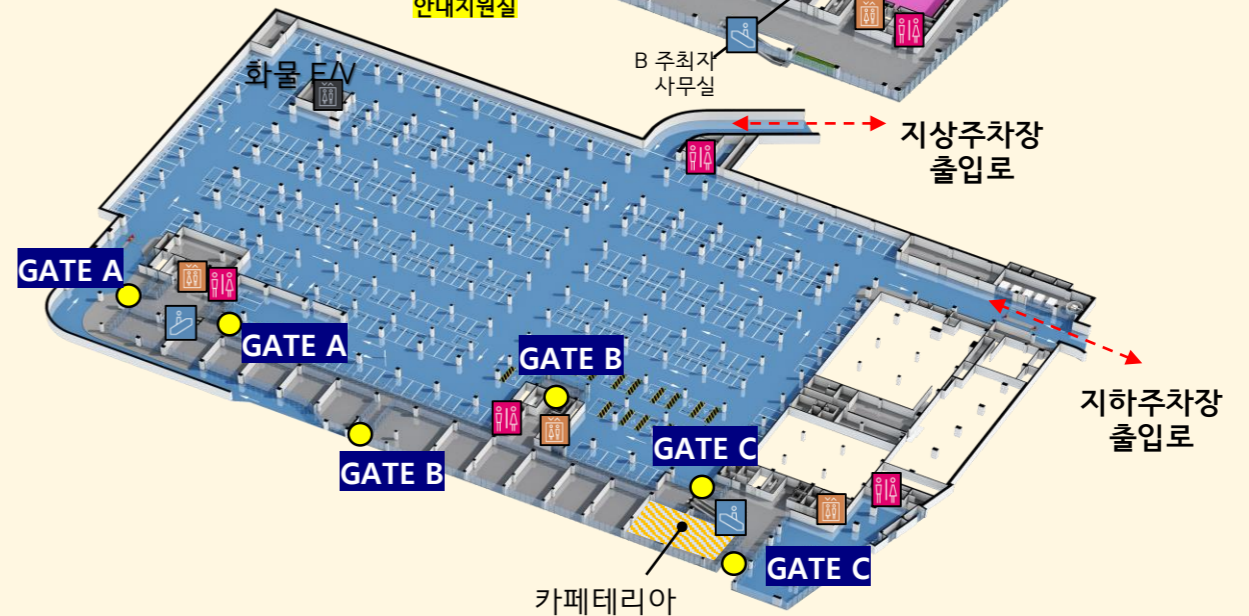 안내지원실
B 주최자
사무실
화물 E/V
지상주차장
출입로
GATE A
GATE A
GATE B
지하주차장
출입로
GATE B
GATE C
GATE C
카페테리아